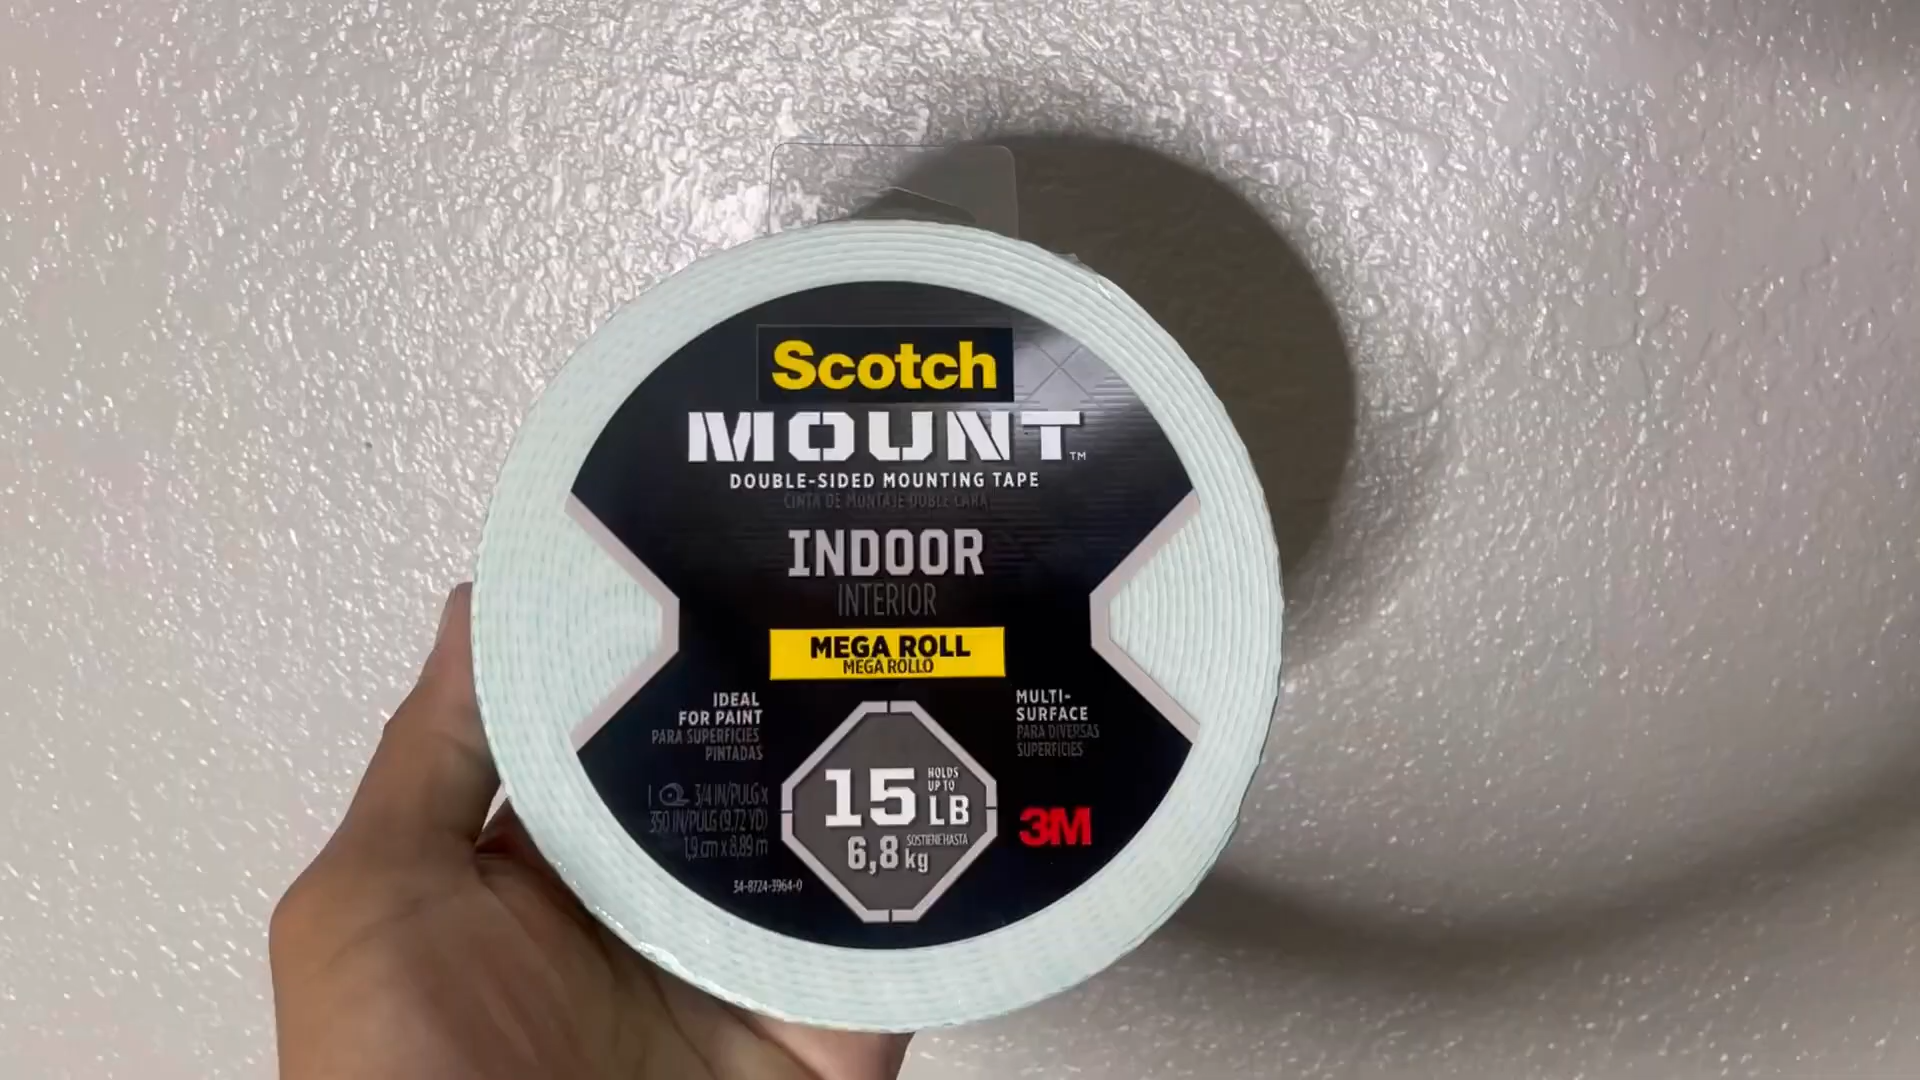 Scotch
MOUNT™
DOUBLE-SIDED MOUNTING TAPE
CINTA DE MONTAJE DOBLE CARA
INDOOR
INTERIOR
MEGA ROLL
MEGA ROLLO
IDEAL
FOR PAINT
PARA SUPERFICIES
PINTADAS
MULTI-
SURFACE
PARA DIVERSAS
SUPERFICIES
1 3/4 IN/PULG x
350 IN/PULG (9.72 YD)
1,9 cm x 8,89 m
15 HOLDS UP TO LB
6,8 kg SOSTIENE HASTA
3M
34-8724-3964-0